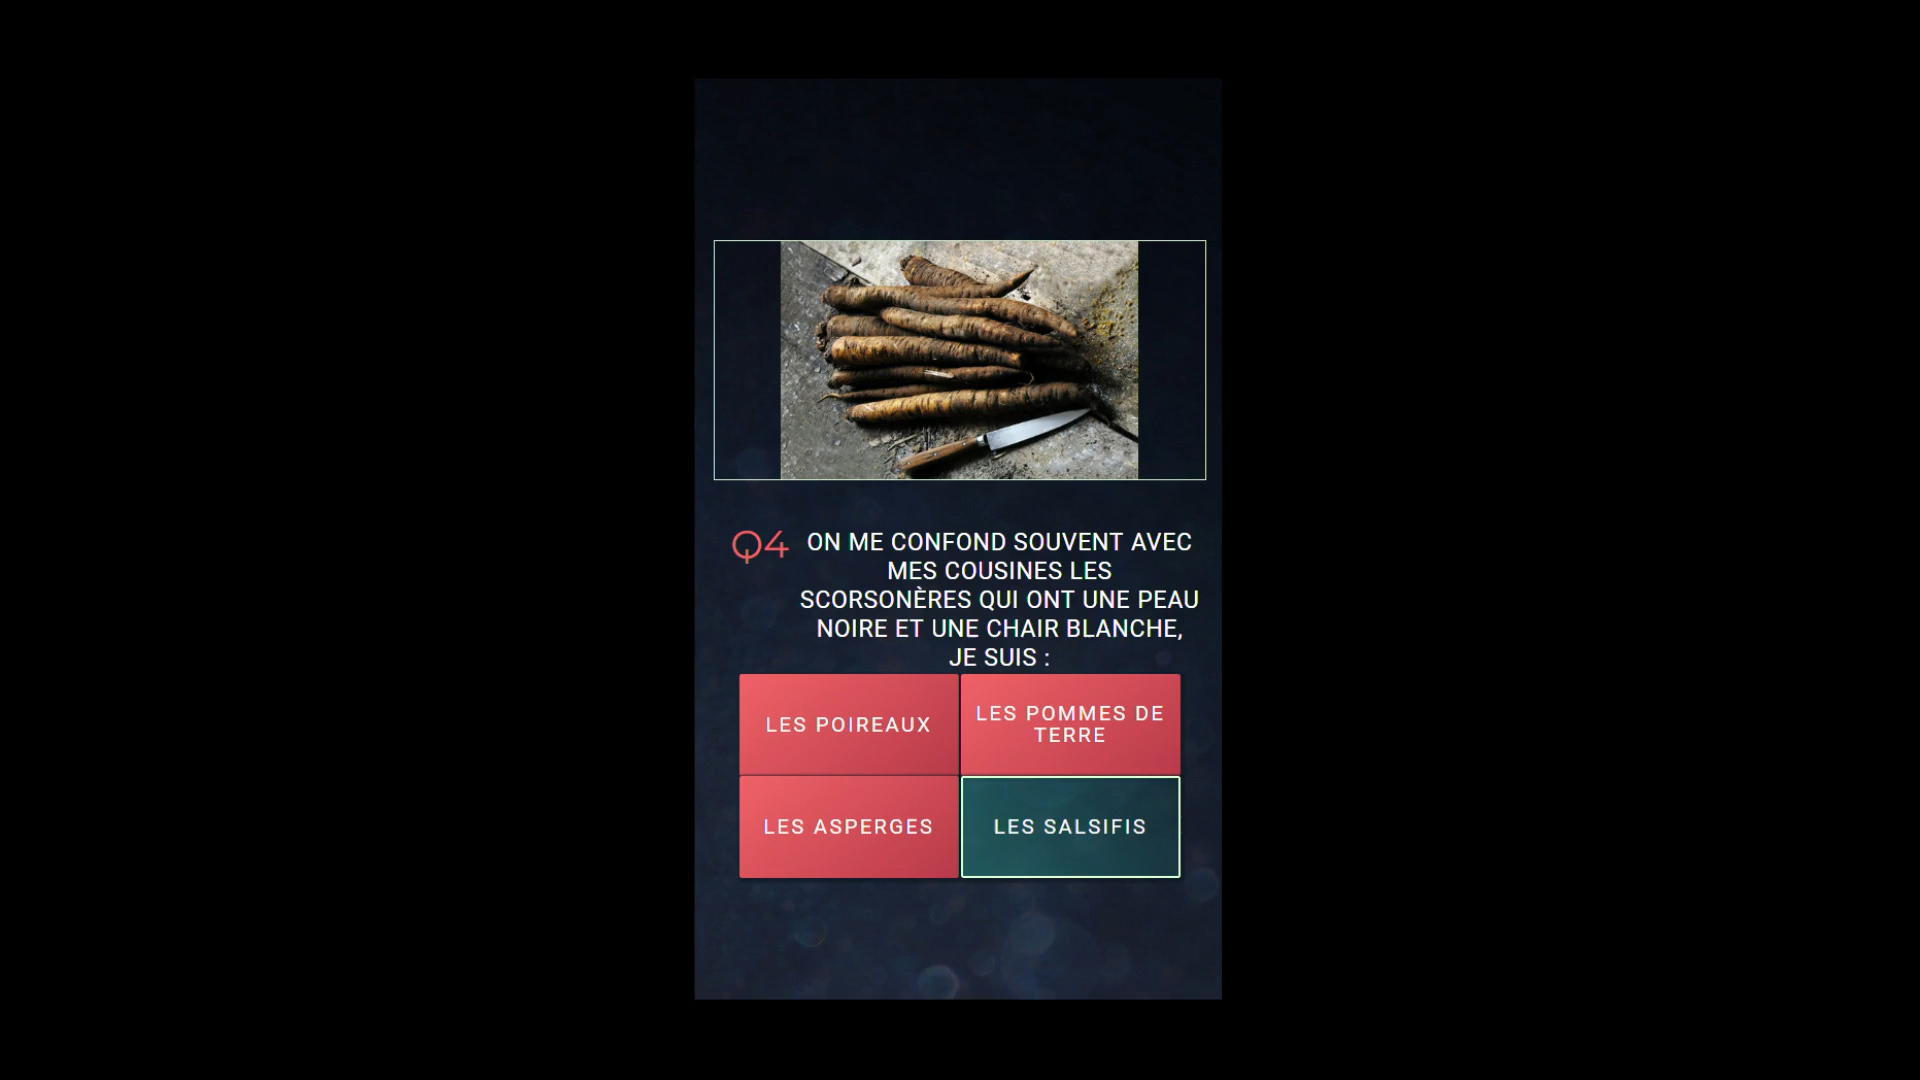 Q4 ON ME CONFOND SOUVENT AVEC
MES COUSINES LES
SCORSONÈRES QUI ONT UNE PEAU
NOIRE ET UNE CHAIR BLANCHE,
JE SUIS :
LES POIREAUX
LES POMMES DE
TERRE
LES ASPERGES
LES SALSIFIS